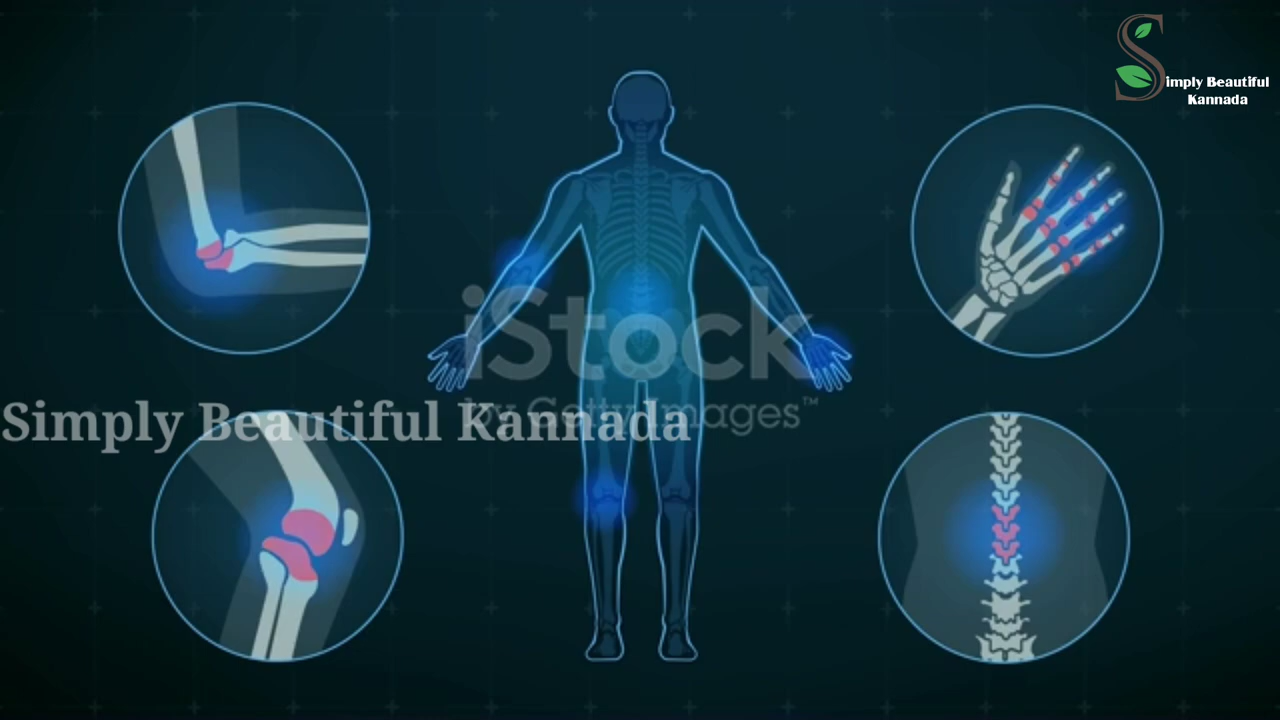 Simply Beautiful
Kannada
iStock
by Getty Images™
Simply Beautiful Kannada